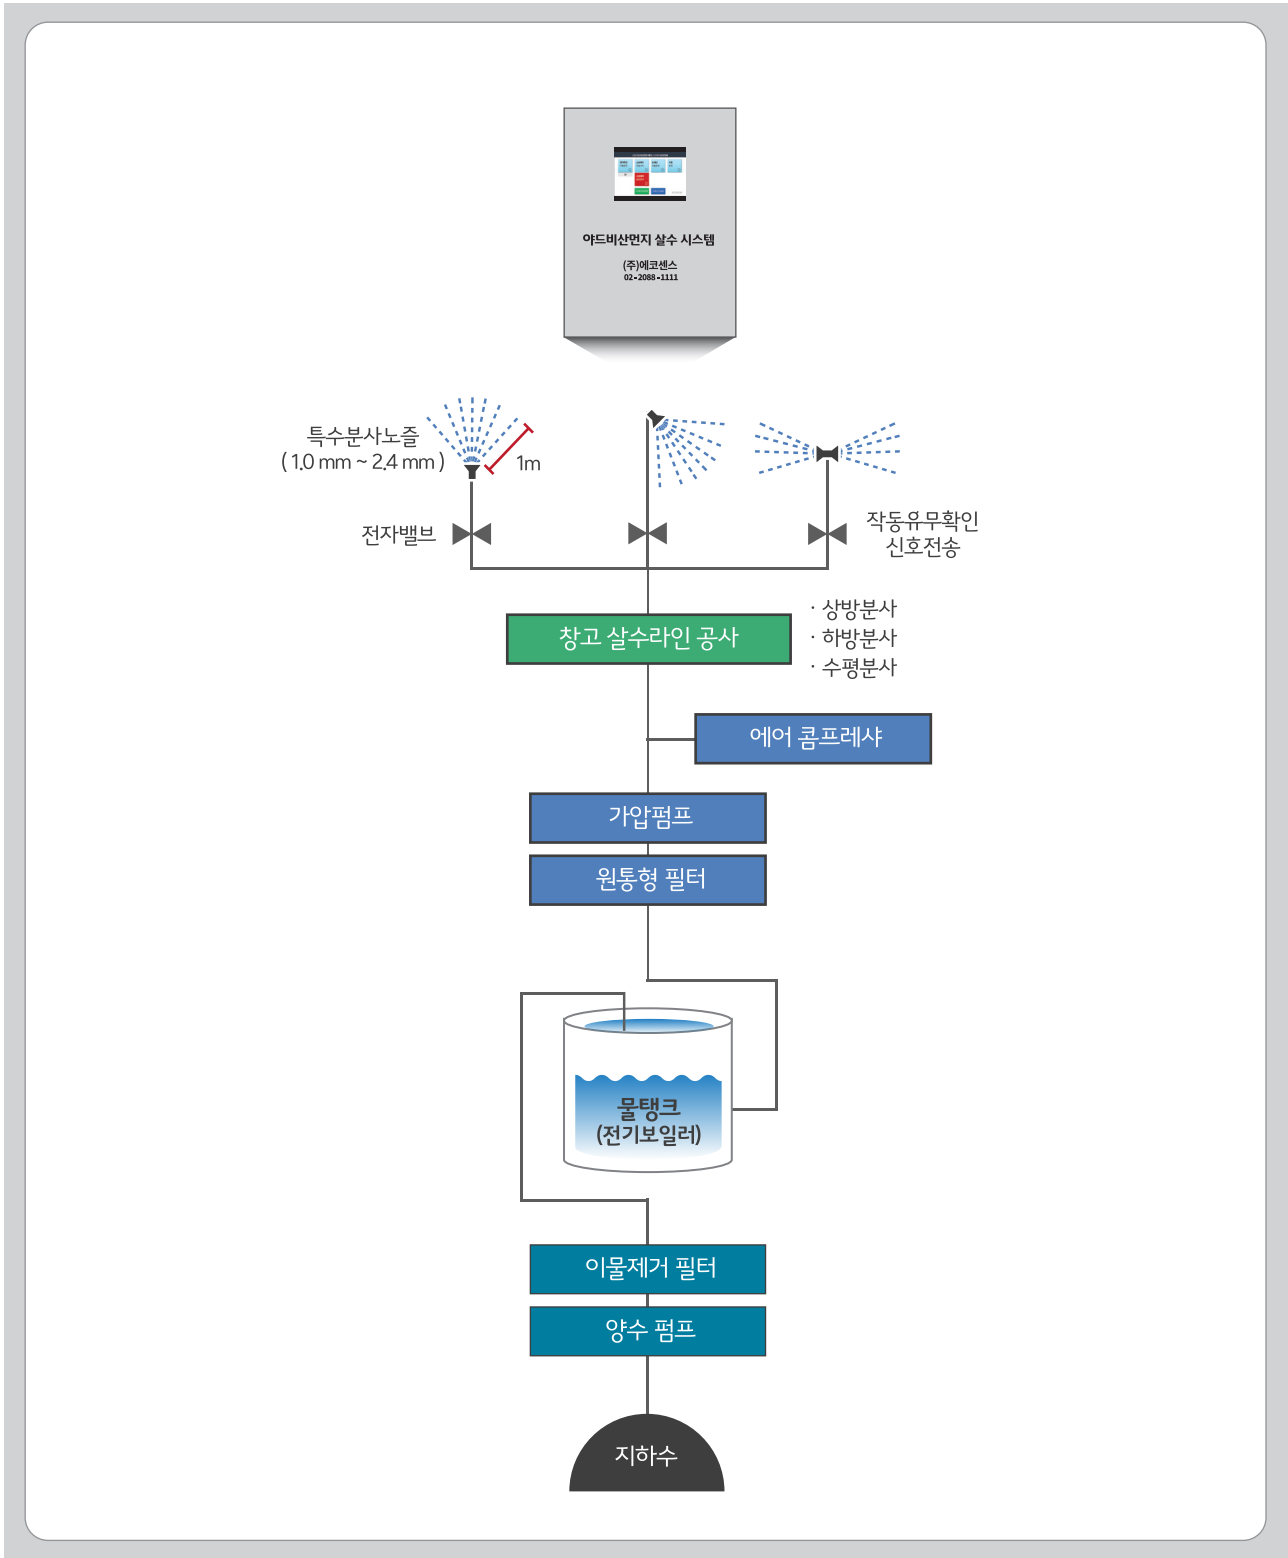 야드비산먼지 살수 시스템
(주)에코센스
02-2088-1111
특수분사노즐
( 1.0 mm ~ 2.4 mm )
1m
전자밸브
작동유무확인
신호전송
창고 살수라인 공사
· 상방분사
· 하방분사
· 수평분사
에어 콤프레샤
가압펌프
원통형 필터
물탱크
(전기보일러)
이물제거 필터
양수 펌프
지하수